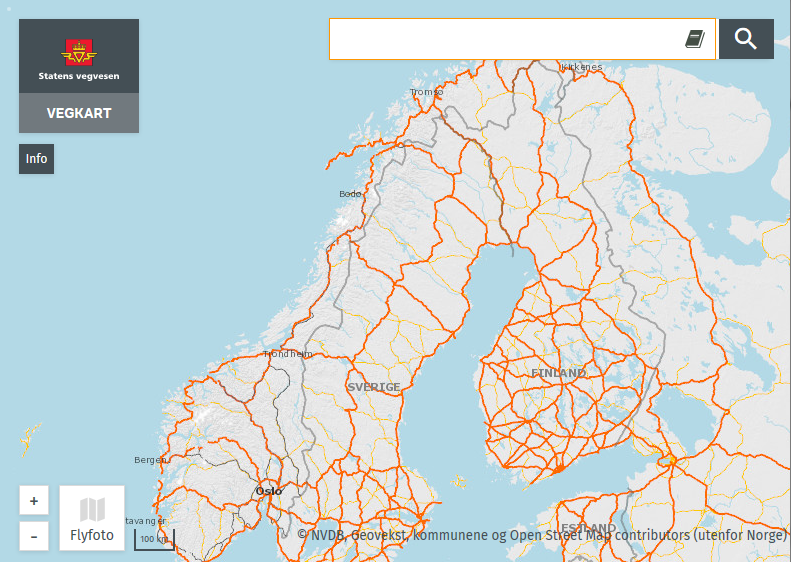 Statens vegvesen
VEGKART
Info
Kirkenes
Tromsø
Bodø
Trondheim
SVERIGE
FINLAND
Bergen
Oslo
tavanger
ESTLAND
+
-
Flyfoto
100 km
© NVDB, Geovekst, kommunene og Open Street Map contributors (utenfor Norge)